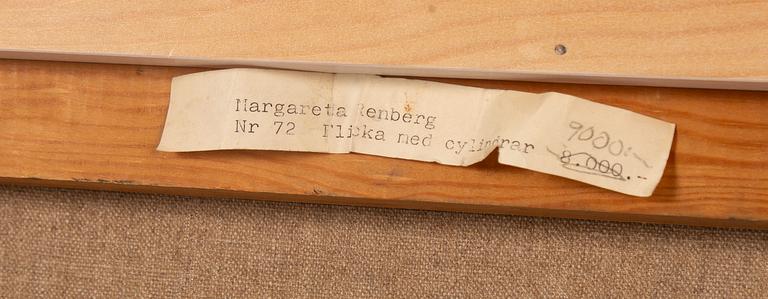 Margareta Renberg
Nr 72 Flicka med cylindrar 8.000.-
9000:-